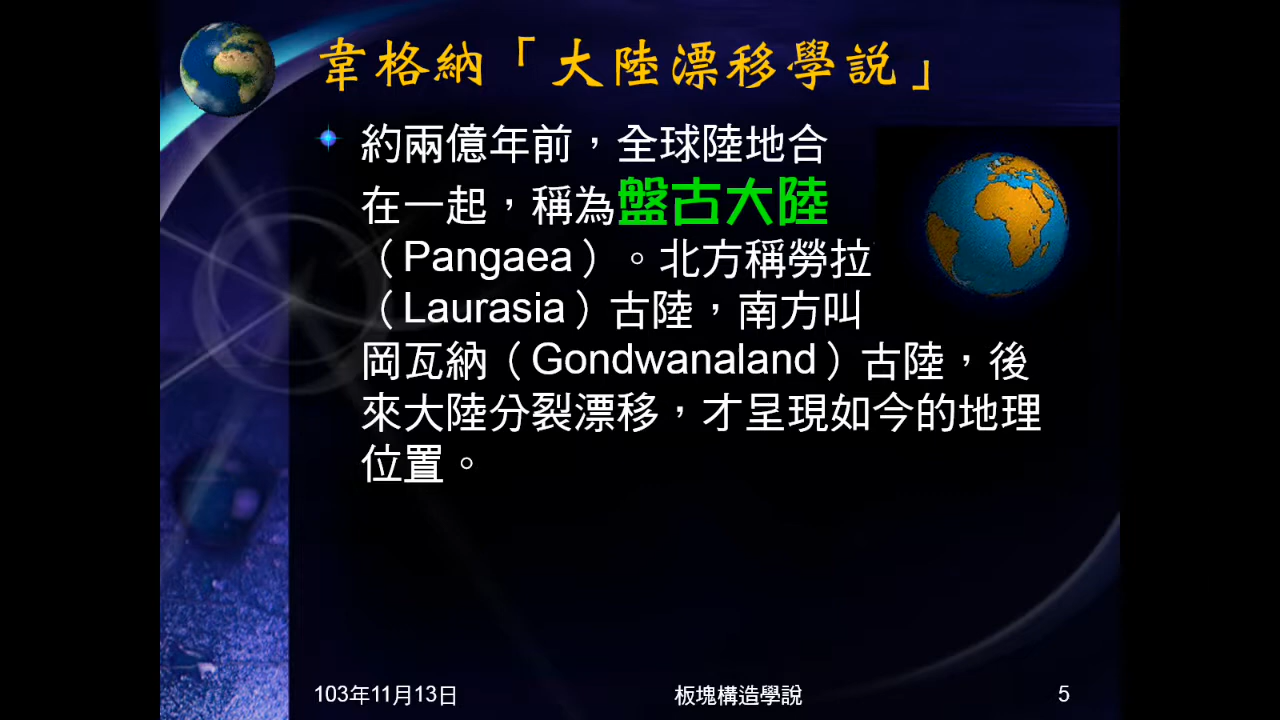 韋格納「大陸漂移學說」
約兩億年前，全球陸地合
在一起，稱為盤古大陸
（Pangaea）。北方稱勞拉
（Laurasia）古陸，南方叫
岡瓦納（Gondwanaland）古陸，後
來大陸分裂漂移，才呈現如今的地理
位置。
103年11月13日
板塊構造學說
5